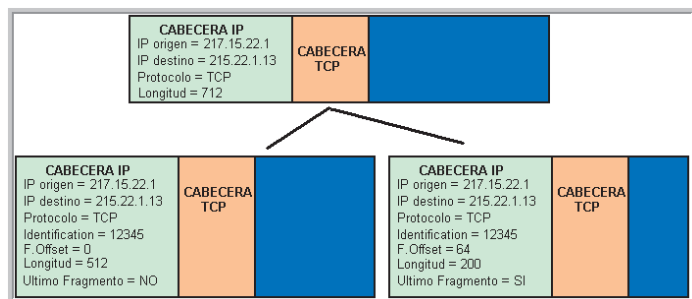 CABECERA IP
IP origen = 217.15.22.1
IP destino = 215.22.1.13
Protocolo = TCP
Longitud = 712
CABECERA
TCP
CABECERA IP
IP origen = 217.15.22.1
IP destino = 215.22.1.13
Protocolo = TCP
Identification = 12345
F.Offset = 0
Longitud = 512
Ultimo Fragmento = NO
CABECERA
TCP
CABECERA IP
IP origen = 217.15.22.1
IP destino = 215.22.1.13
Protocolo = TCP
Identification = 12345
F.Offset = 64
Longitud = 200
Ultimo Fragmento = SI
CABECERA
TCP